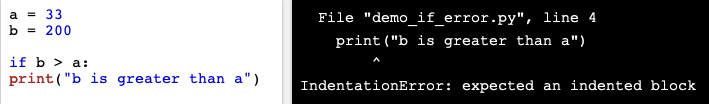 a = 33
b = 200
if b > a:
print("b is greater than a")
File "demo_if_error.py", line 4
print("b is greater than a")
^
IndentationError: expected an indented block